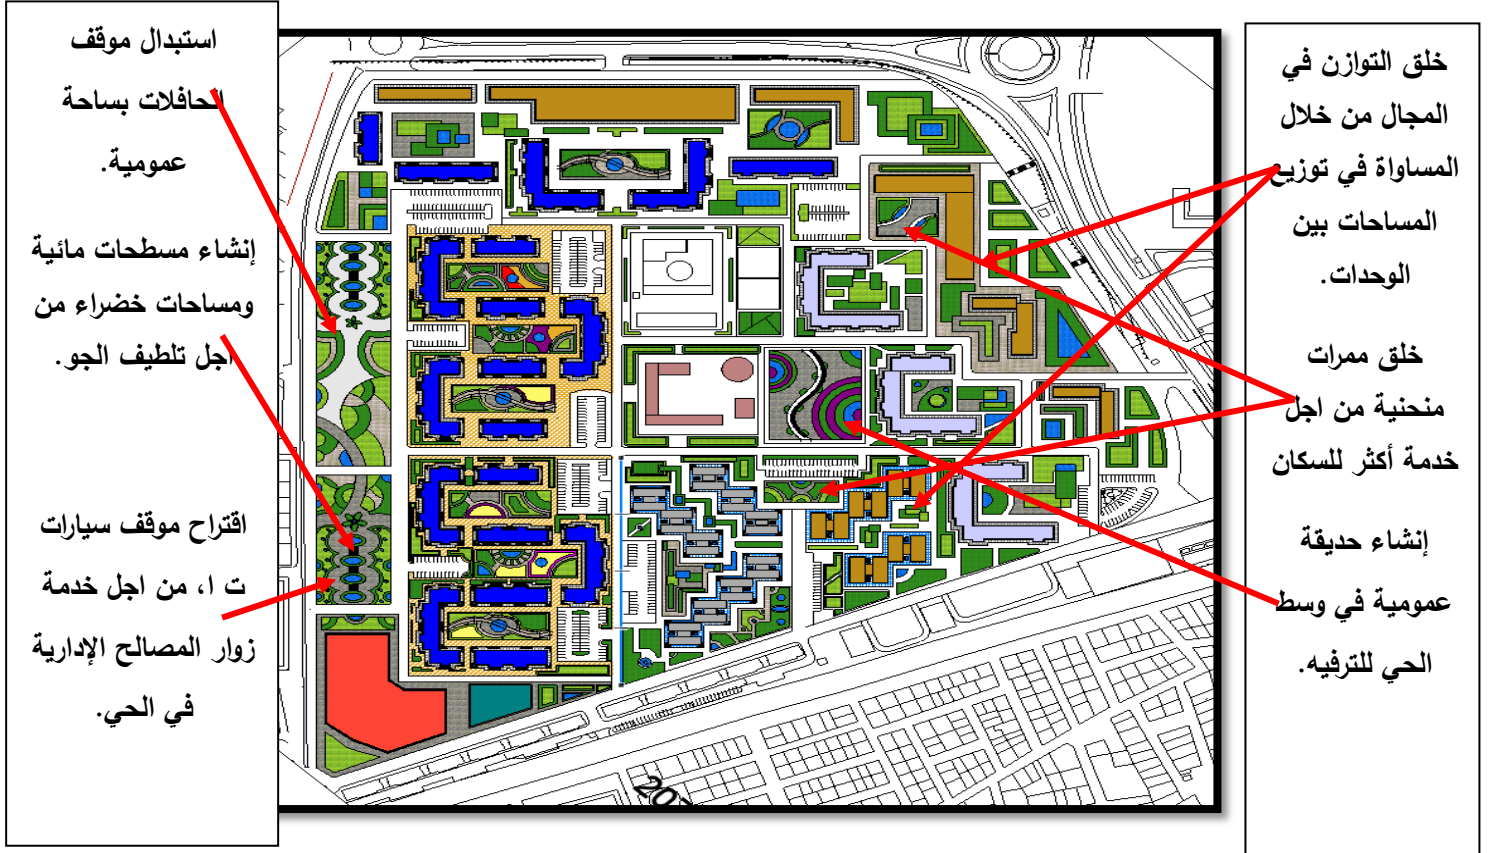 استبدال موقف
الحافلات بساحة
عمومية.
إنشاء مسطحات مائية
ومساحات خضراء من
اجل تلطيف الجو.
اقتراح موقف سيارات
ت ا، من اجل خدمة
زوار المصالح الإدارية
في الحي.
خلق التوازن في
المجال من خلال
المساواة في توزيع
المساحات بين
الوحدات.
خلق ممرات
منحنية من اجل
خدمة أكثر للسكان
إنشاء حديقة
عمومية في وسط
الحي للترفيه.